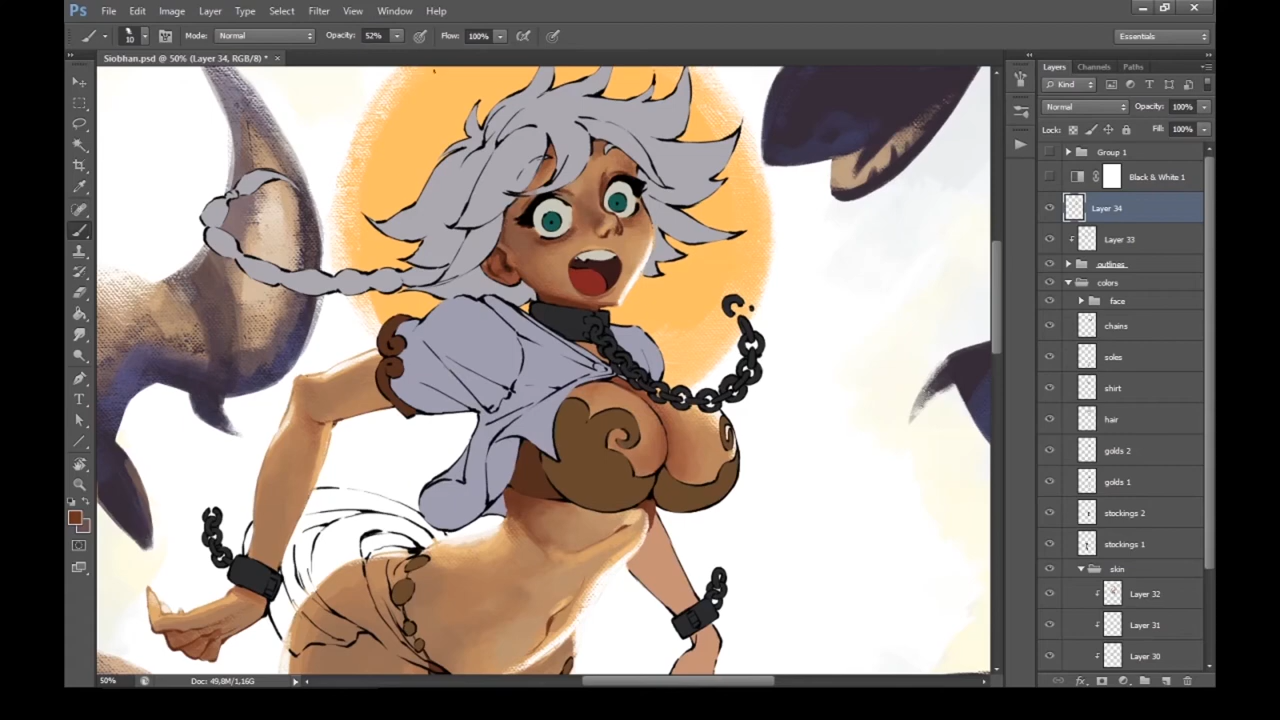 Ps File Edit Image Layer Type Select Filter View Window Help
10 Mode: Normal Opacity: 52% Flow: 100% Essentials
Siobhan.psd @ 50% (Layer 34, RGB/8) * ×
Layers Channels Paths
Kind
Normal Opacity: 100%
Lock: Fill: 100%
Group 1
Black & White 1
Layer 34
Layer 33
outlines
colors
face
chains
soles
shirt
hair
golds 2
golds 1
stockings 2
stockings 1
skin
Layer 32
Layer 31
Layer 30
50% Doc: 49,8M/1,16G